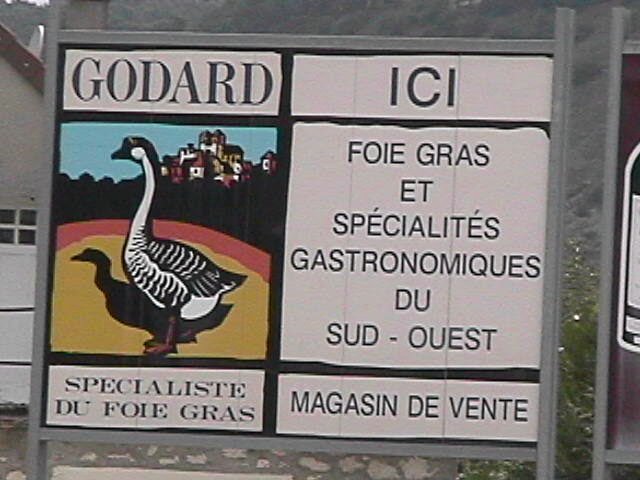 GODARD
SPECIALISTE
DU FOIE GRAS
ICI
FOIE GRAS
ET
SPÉCIALITÉS
GASTRONOMIQUES
DU
SUD - OUEST
MAGASIN DE VENTE